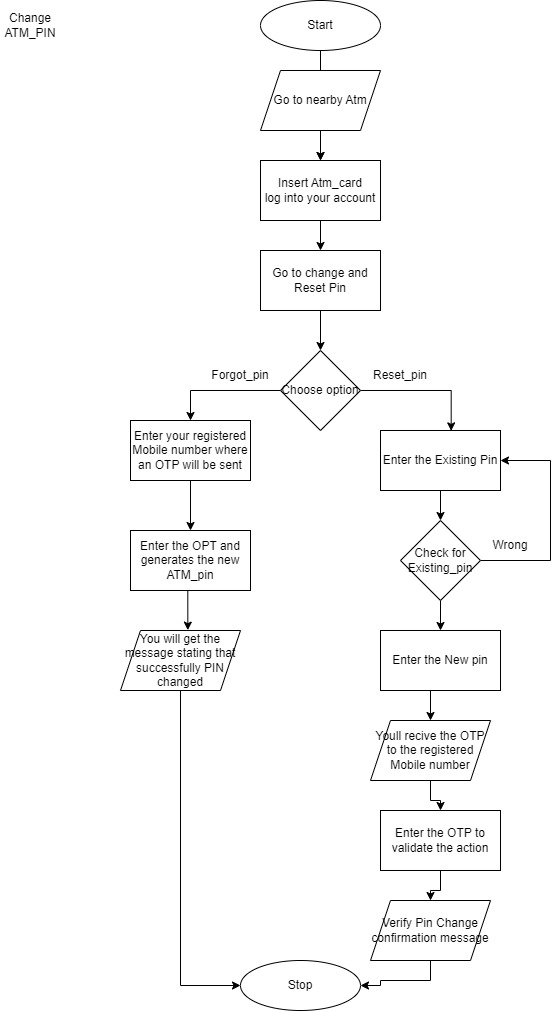 Change
ATM_PIN
Start
Go to nearby Atm
Insert Atm_card
log into your account
Go to change and
Reset Pin
Forgot_pin
Choose option
Reset_pin
Enter your registered
Mobile number where
an OTP will be sent
Enter the Existing Pin
Enter the OPT and
generates the new
ATM_pin
Check for
Existing_pin
Wrong
You will get the
message stating that
successfully PIN
changed
Enter the New pin
Youll recive the OTP
to the registered
Mobile number
Enter the OTP to
validate the action
Verify Pin Change
confirmation message
Stop